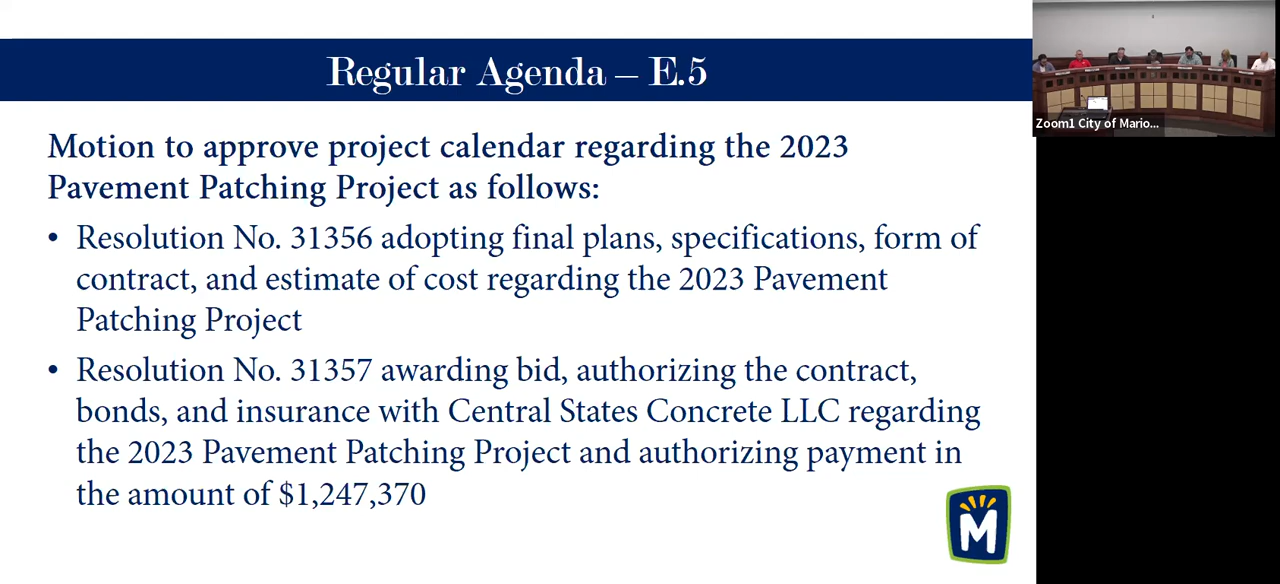 Regular Agenda – E.5
Motion to approve project calendar regarding the 2023
Pavement Patching Project as follows:
• Resolution No. 31356 adopting final plans, specifications, form of
contract, and estimate of cost regarding the 2023 Pavement
Patching Project
• Resolution No. 31357 awarding bid, authorizing the contract,
bonds, and insurance with Central States Concrete LLC regarding
the 2023 Pavement Patching Project and authorizing payment in
the amount of $1,247,370
M
Zoom1 City of Mario...